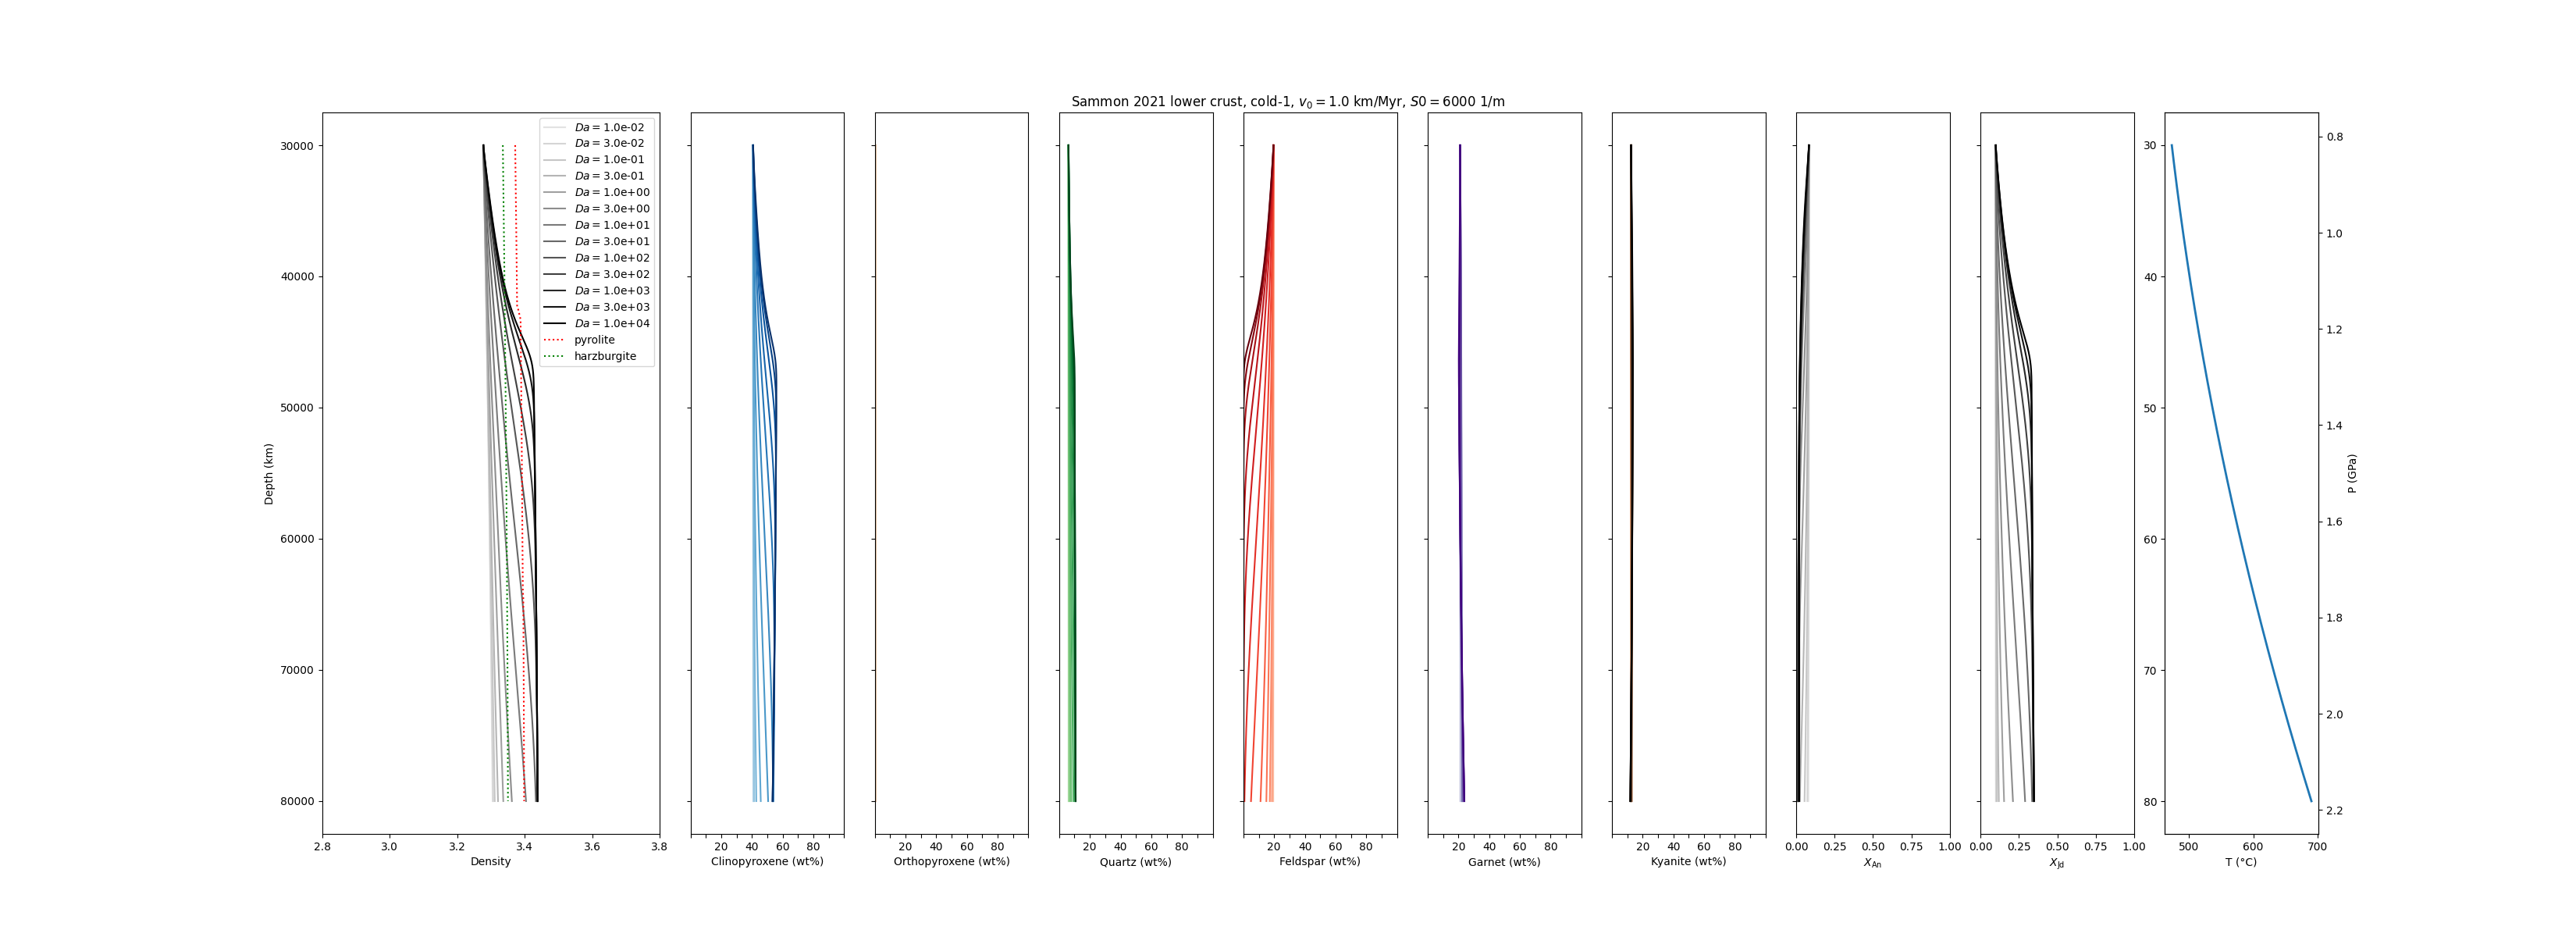 Sammon 2021 lower crust, cold-1, v₀ = 1.0 km/Myr, S0 = 6000 1/m
Da = 1.0e-02
Da = 3.0e-02
Da = 1.0e-01
Da = 3.0e-01
Da = 1.0e+00
Da = 3.0e+00
Da = 1.0e+01
Da = 3.0e+01
Da = 1.0e+02
Da = 3.0e+02
Da = 1.0e+03
Da = 3.0e+03
Da = 1.0e+04
pyrolite
harzburgite
Depth (km)
30000
40000
50000
60000
70000
80000
2.8 3.0 3.2 3.4 3.6 3.8
Density
20 40 60 80
Clinopyroxene (wt%)
20 40 60 80
Orthopyroxene (wt%)
20 40 60 80
Quartz (wt%)
20 40 60 80
Feldspar (wt%)
20 40 60 80
Garnet (wt%)
20 40 60 80
Kyanite (wt%)
0.00 0.25 0.50 0.75 1.00
X_An
0.00 0.25 0.50 0.75 1.00
X_Jd
30
40
50
60
70
80
500 600 700
T (°C)
0.8
1.0
1.2
1.4
1.6
1.8
2.0
2.2
P (GPa)